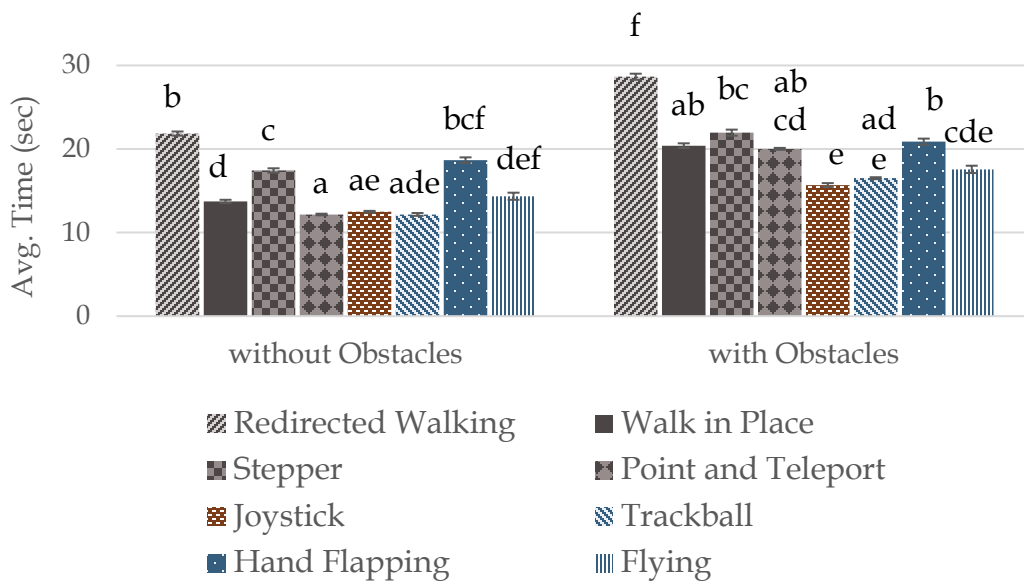 f
30
b
ab
bc
ab
cd
b
c
bcf
ad
e
cde
20
d
a
ae
ade
def
e
10
0
Avg. Time (sec)
without Obstacles
with Obstacles
Redirected Walking
Walk in Place
Stepper
Point and Teleport
Joystick
Trackball
Hand Flapping
Flying